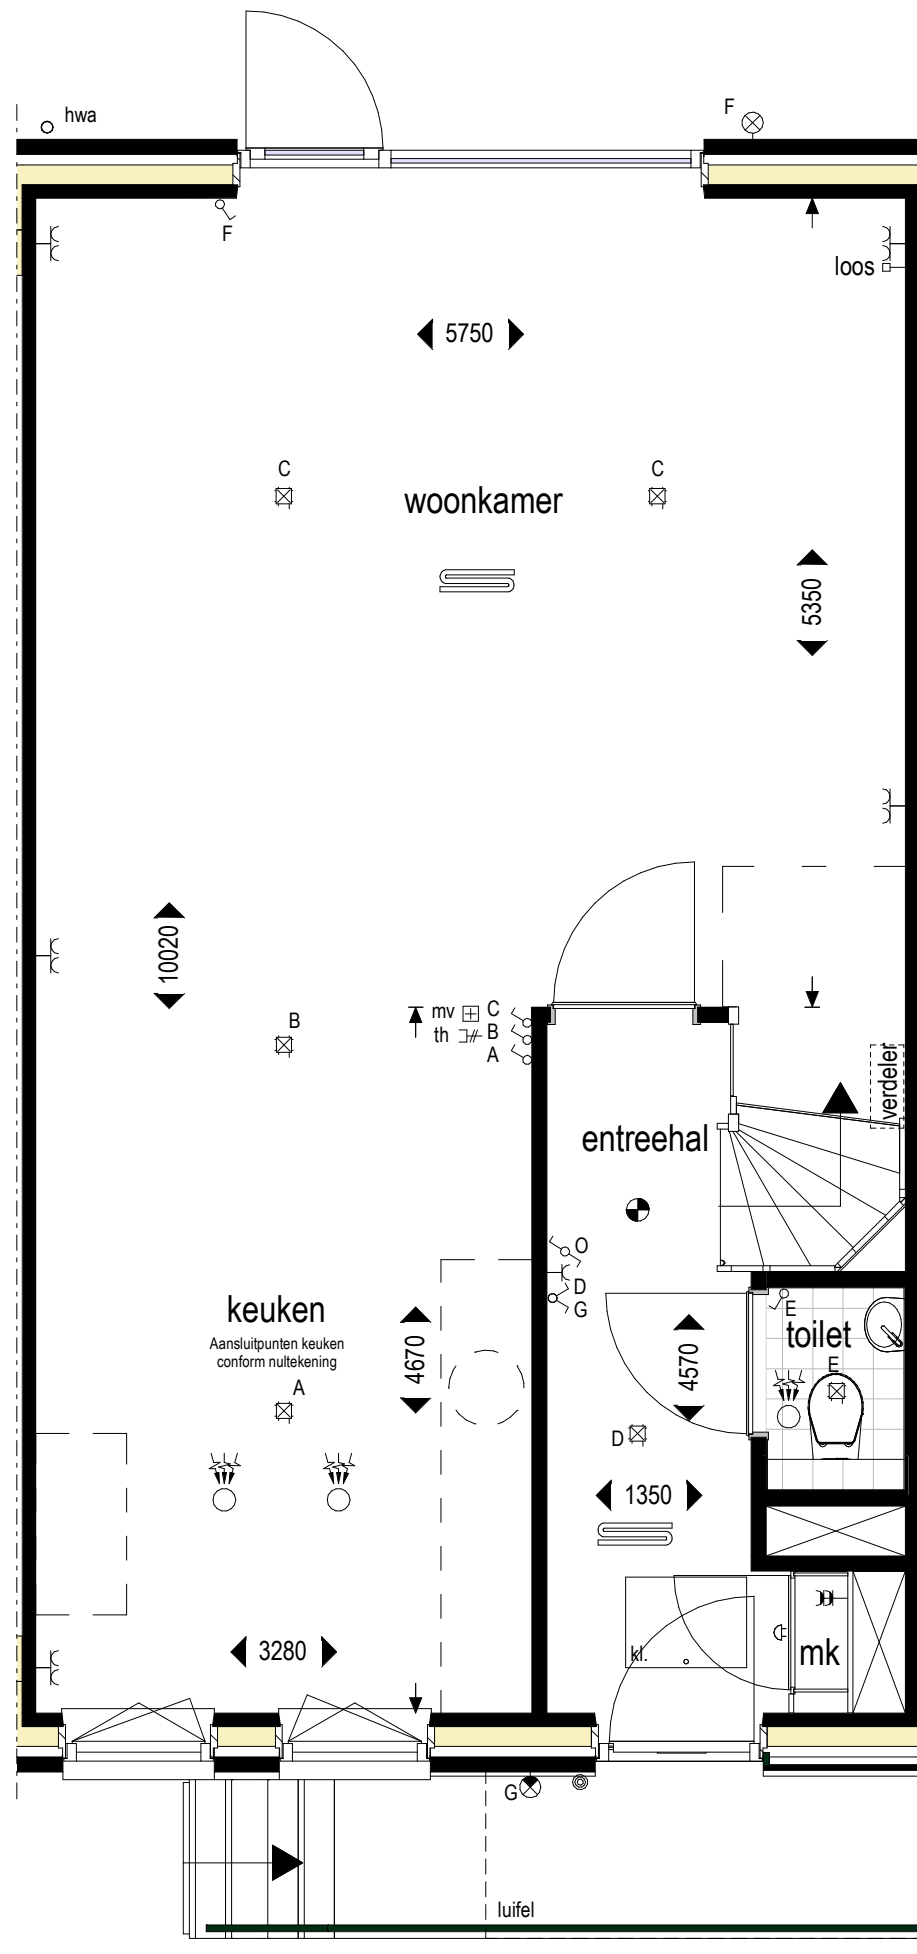 hwa
F
F
loos
5750
C
C
woonkamer
5350
10020
mv
C
B
th
B
A
verdeler
entreehal
O
D
G
E
keuken
Aansluitpunten keuken
conform nultekening
4670
4570
toilet
E
A
D
1350
3280
kl.
mk
G
luifel